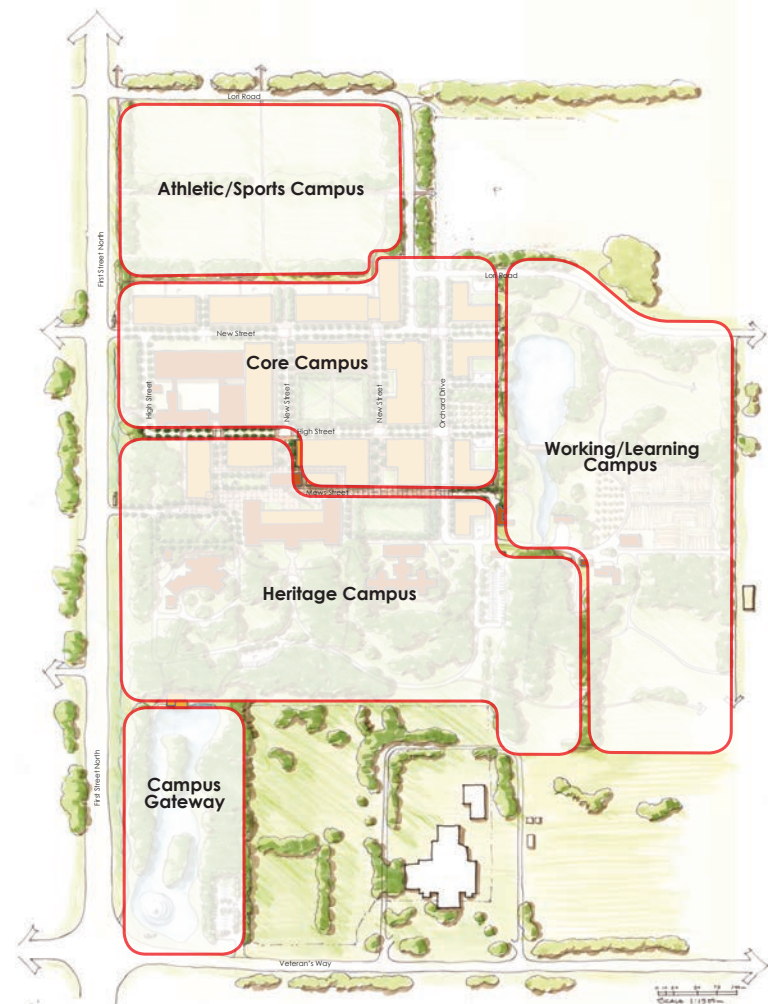 Lori Road
Athletic/Sports Campus
First Street North
Lori Road
New Street
Core Campus
High Street
New Street
New Street
Orchard Drive
High Street
Working/Learning
Campus
Mews Street
Heritage Campus
First Street North
Campus
Gateway
Veteran's Way